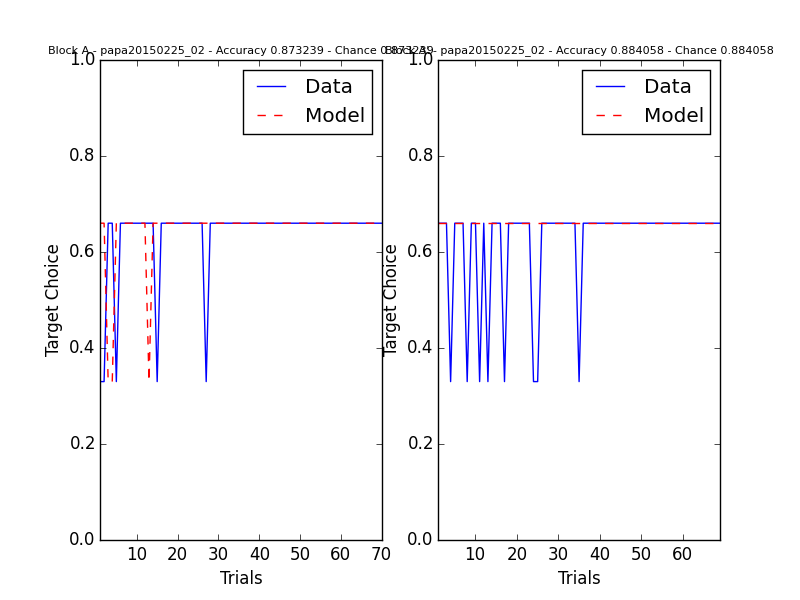 Block A - papa20150225_02 - Accuracy 0.873239 - Chance 0.873239
- papa20150225_02 - Accuracy 0.884058 - Chance 0.884058
Data
Model
Data
Model
1.0
0.8
0.6
0.4
0.2
0.0
Target Choice
10 20 30 40 50 60 70
Trials
1.0
0.8
0.6
0.4
0.2
0.0
Target Choice
10 20 30 40 50 60
Trials